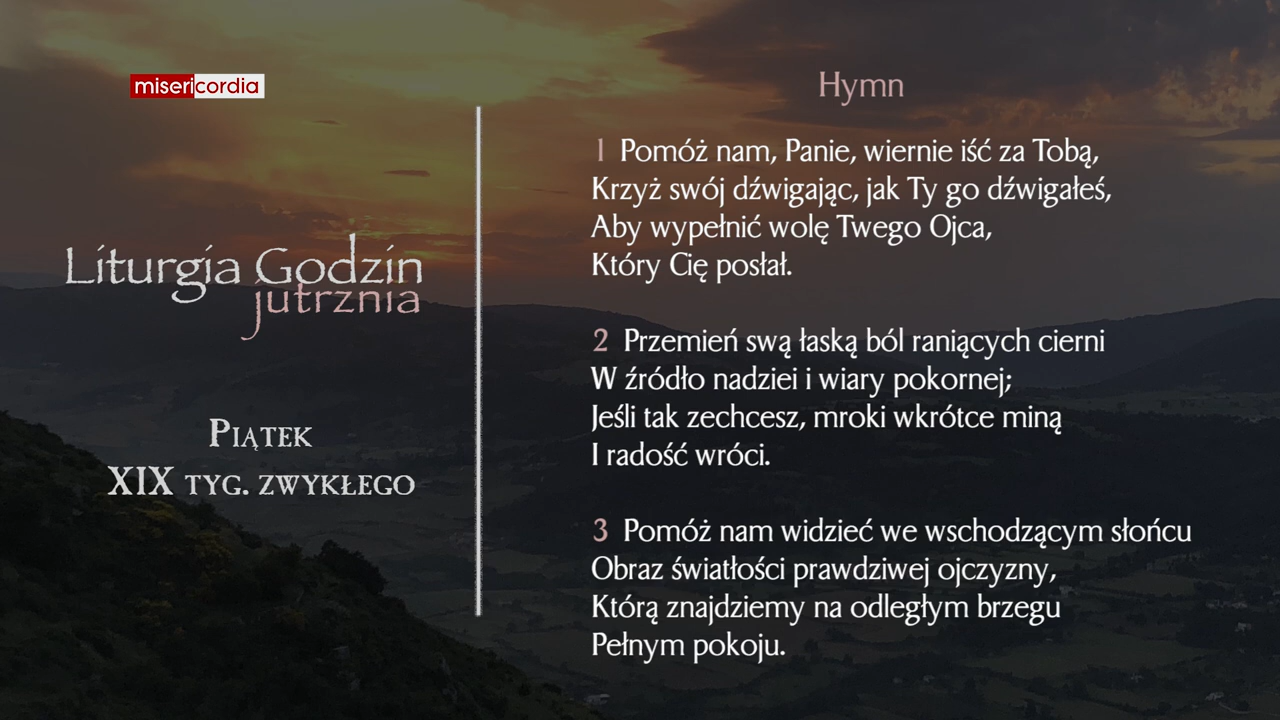 misericordia
Liturgia Godzin
jutrznia
Piątek
XIX tyg. zwykłego
Hymn
1 Pomóż nam, Panie, wiernie iść za Tobą,
Krzyż swój dźwigając, jak Ty go dźwigałeś,
Aby wypełnić wolę Twego Ojca,
Który Cię posłał.
2 Przemień swą łaską ból raniących cierni
W źródło nadziei i wiary pokornej;
Jeśli tak zechcesz, mroki wkrótce miną
I radość wróci.
3 Pomóż nam widzieć we wschodzącym słońcu
Obraz światłości prawdziwej ojczyzny,
Którą znajdziemy na odległym brzegu
Pełnym pokoju.